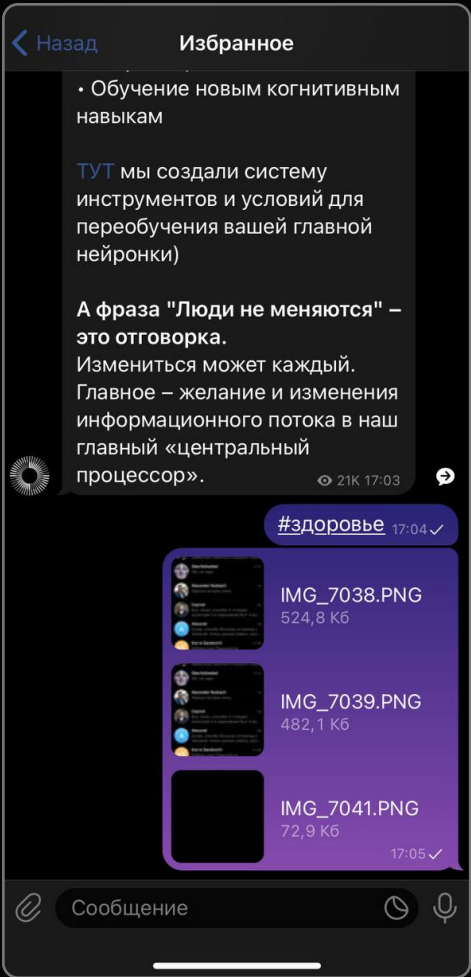 Назад
Избранное
• Обучение новым когнитивным
навыкам
ТУТ мы создали систему
инструментов и условий для
переобучения вашей главной
нейронки)
А фраза "Люди не меняются" –
это отговорка.
Измениться может каждый.
Главное – желание и изменения
информационного потока в наш
главный «центральный
процессор».
21K 17:03
#здоровье 17:04
IMG_7038.PNG
524,8 Кб
IMG_7039.PNG
482,1 Кб
IMG_7041.PNG
72,9 Кб
17:05
Сообщение